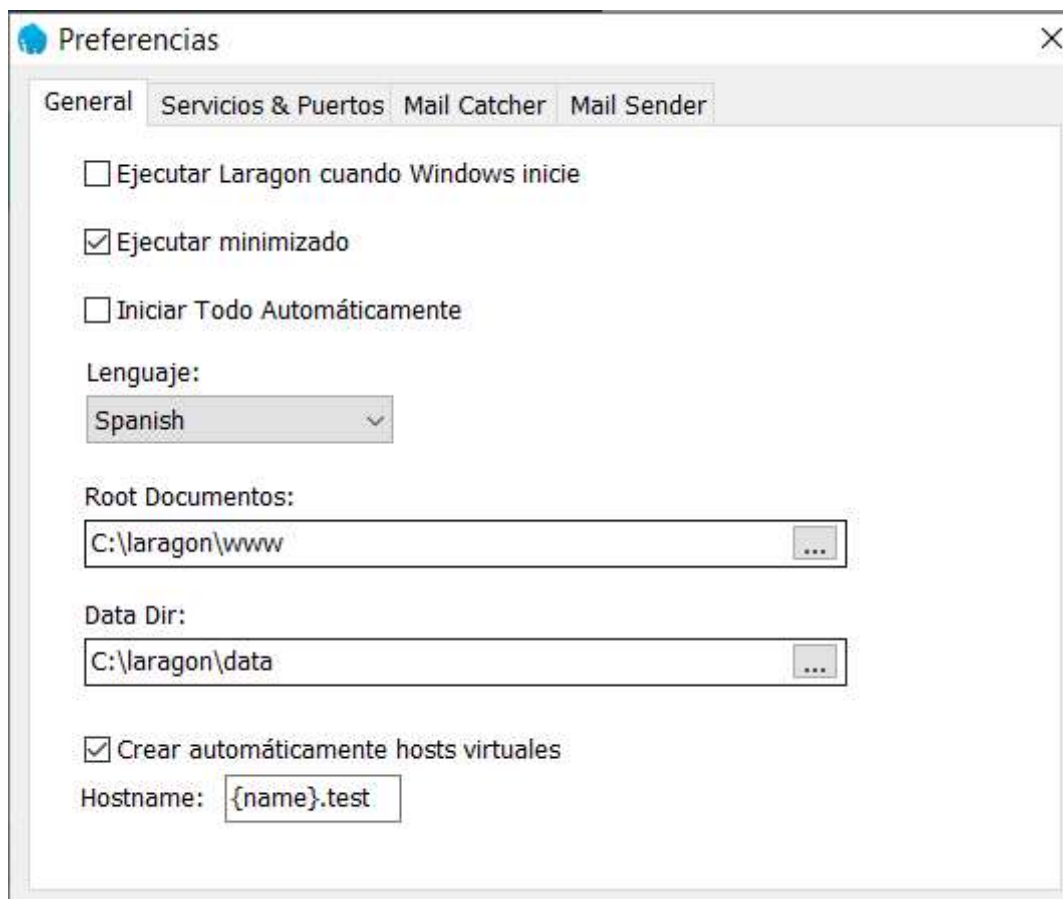 Preferencias
General Servicios & Puertos Mail Catcher Mail Sender
Ejecutar Laragon cuando Windows inicie
Ejecutar minimizado
Iniciar Todo Automáticamente
Lenguaje:
Spanish
Root Documentos:
C:\laragon\www
...
Data Dir:
C:\laragon\data
...
Crear automáticamente hosts virtuales
Hostname: {name}.test